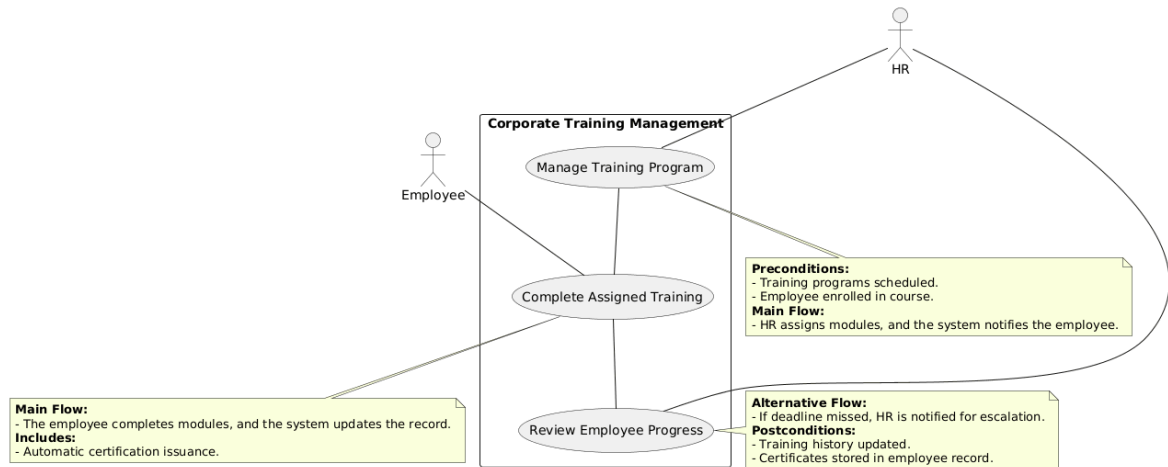 HR
Corporate Training Management
Manage Training Program
Employee
Preconditions:
- Training programs scheduled.
- Employee enrolled in course.
Main Flow:
- HR assigns modules, and the system notifies the employee.
Complete Assigned Training
Main Flow:
- The employee completes modules, and the system updates the record.
Includes:
- Automatic certification issuance.
Review Employee Progress
Alternative Flow:
- If deadline missed, HR is notified for escalation.
Postconditions:
- Training history updated.
- Certificates stored in employee record.